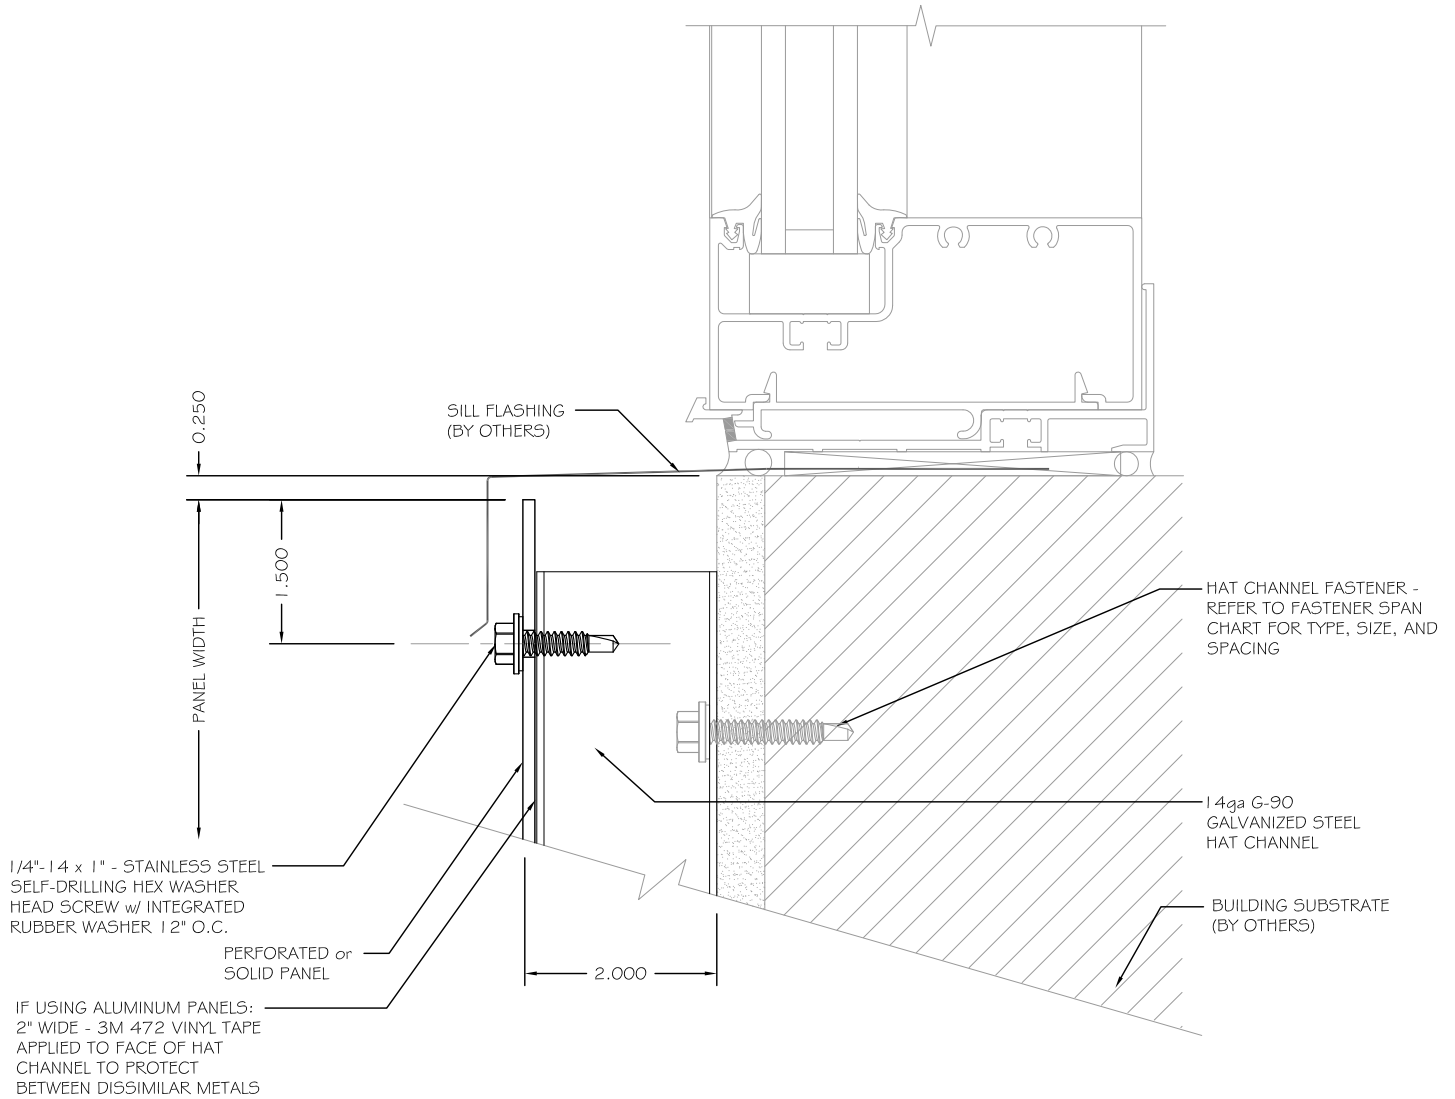 0.250
SILL FLASHING
(BY OTHERS)
1.500
PANEL WIDTH
HAT CHANNEL FASTENER -
REFER TO FASTENER SPAN
CHART FOR TYPE, SIZE, AND
SPACING
14ga G-90
GALVANIZED STEEL
HAT CHANNEL
1/4"-14 x 1" - STAINLESS STEEL
SELF-DRILLING HEX WASHER
HEAD SCREW w/ INTEGRATED
RUBBER WASHER 12" O.C.
BUILDING SUBSTRATE
(BY OTHERS)
PERFORATED or
SOLID PANEL
2.000
IF USING ALUMINUM PANELS:
2" WIDE - 3M 472 VINYL TAPE
APPLIED TO FACE OF HAT
CHANNEL TO PROTECT
BETWEEN DISSIMILAR METALS